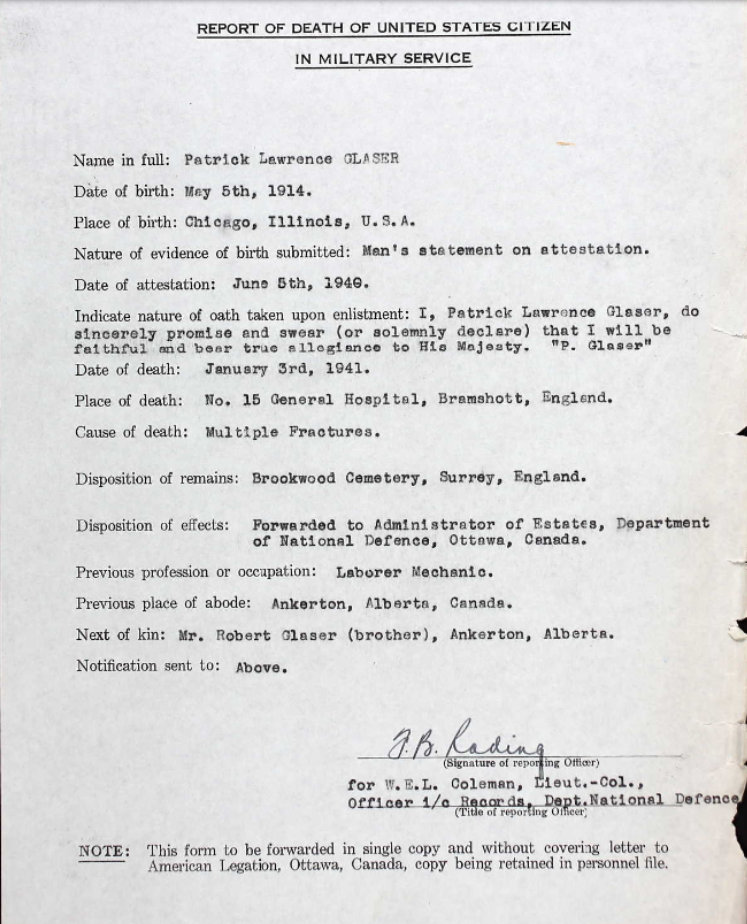 REPORT OF DEATH OF UNITED STATES CITIZEN
IN MILITARY SERVICE
Name in full: Patrick Lawrence GLASER
Date of birth: May 5th, 1914.
Place of birth: Chicago, Illinois, U.S.A.
Nature of evidence of birth submitted: Man's statement on attestation.
Date of attestation: June 5th, 1940.
Indicate nature of oath taken upon enlistment: I, Patrick Lawrence Glaser, do
sincerely promise and swear (or solemnly declare) that I will be
faithful and bear true allegiance to His Majesty. "P. Glaser"
Date of death: January 3rd, 1941.
Place of death: No. 15 General Hospital, Bramshott, England.
Cause of death: Multiple Fractures.
Disposition of remains: Brookwood Cemetery, Surrey, England.
Disposition of effects: Forwarded to Administrator of Estates, Department
of National Defence, Ottawa, Canada.
Previous profession or occupation: Laborer Mechanic.
Previous place of abode: Ankerton, Alberta, Canada.
Next of kin: Mr. Robert Glaser (brother), Ankerton, Alberta.
Notification sent to: Above.
(Signature of reporting Officer)
for W.E.L. Coleman, Lieut.-Col.,
Officer i/c Records, Dept.National Defence
(Title of reporting Officer)
NOTE: This form to be forwarded in single copy and without covering letter to
American Legation, Ottawa, Canada, copy being retained in personnel file.